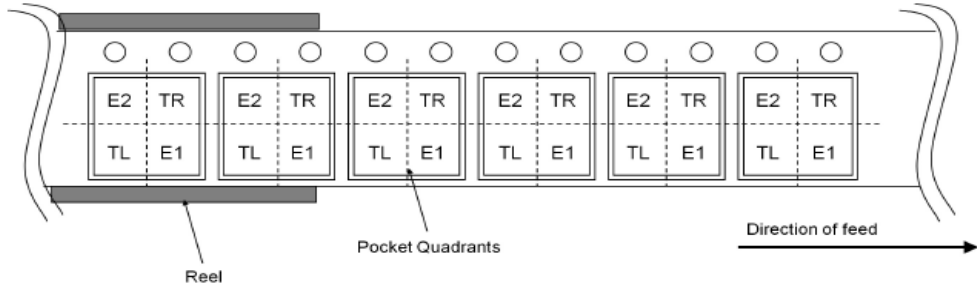 E2 TR E2 TR E2 TR E2 TR E2 TR E2 TR
TL E1 TL E1 TL E1 TL E1 TL E1 TL E1
Direction of feed
Pocket Quadrants
Reel